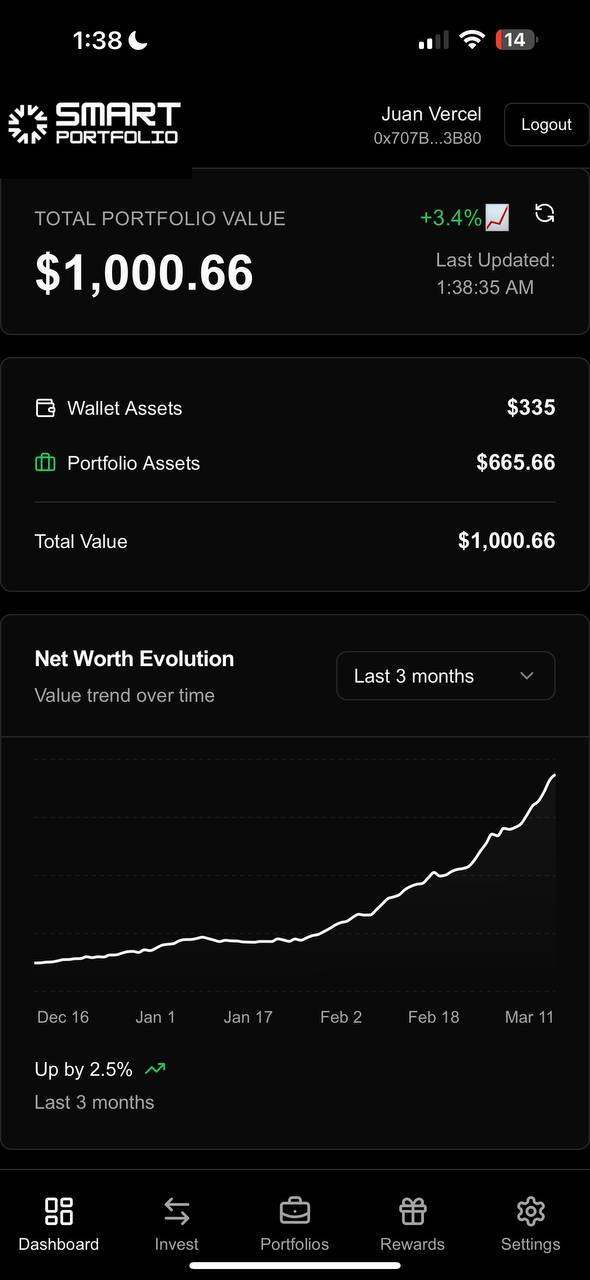 1:38
14
SMART
PORTFOLIO
Juan Vercel
0x707B...3B80
Logout
TOTAL PORTFOLIO VALUE
+3.4%
$1,000.66
Last Updated:
1:38:35 AM
Wallet Assets
$335
Portfolio Assets
$665.66
Total Value
$1,000.66
Net Worth Evolution
Value trend over time
Last 3 months
Dec 16
Jan 1
Jan 17
Feb 2
Feb 18
Mar 11
Up by 2.5%
Last 3 months
Dashboard
Invest
Portfolios
Rewards
Settings